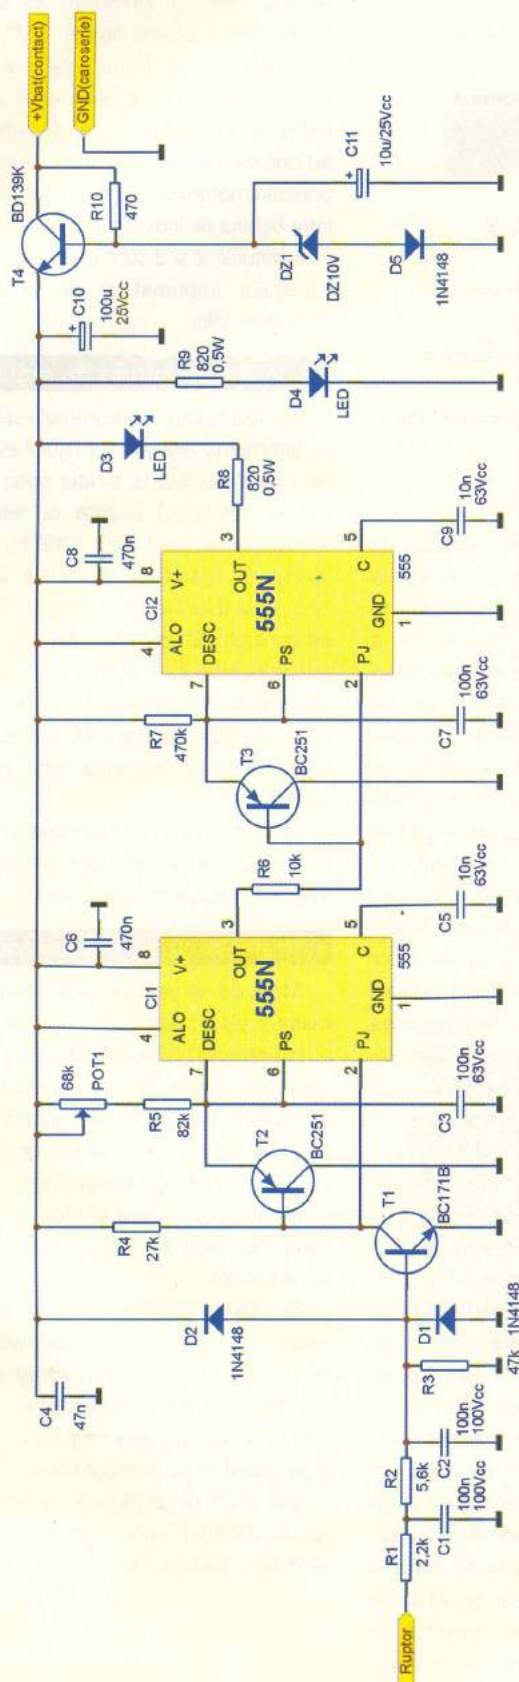 Ruptor
R1
2,2k
C1
100n
100Vcc
R2
5,6k
C2
100n
100Vcc
R3
47k
D1
1N4148
D2
1N4148
C4
47n
R4
27k
T1
BC171B
T2
BC251
68k
POT1
R5
82k
C3
100n
63Vcc
C6
470n
CI1
4
8
ALO
V+
7
DESC
OUT
3
555N
6
PS
2
PJ
GND
C
1
5
555
C5
10n
63Vcc
R6
10k
T3
BC251
R7
470k
C7
100n
63Vcc
C8
470n
CI2
4
8
ALO
V+
7
DESC
OUT
3
555N
6
PS
2
PJ
GND
C
1
5
555
C9
10n
63Vcc
R8
820
0,5W
D3
LED
R9
820
0,5W
D4
LED
C10
+
100u
25Vcc
T4
BD139K
R10
470
DZ1
DZ10V
D5
1N4148
C11
+
10u/25Vcc
+Vbat(contact)
GND(caroserie)